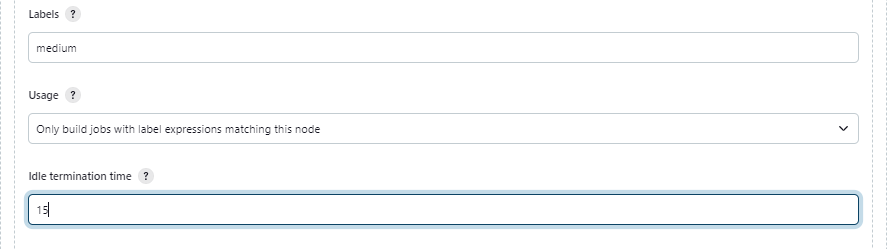 Labels ?
medium
Usage ?
Only build jobs with label expressions matching this node
Idle termination time ?
15